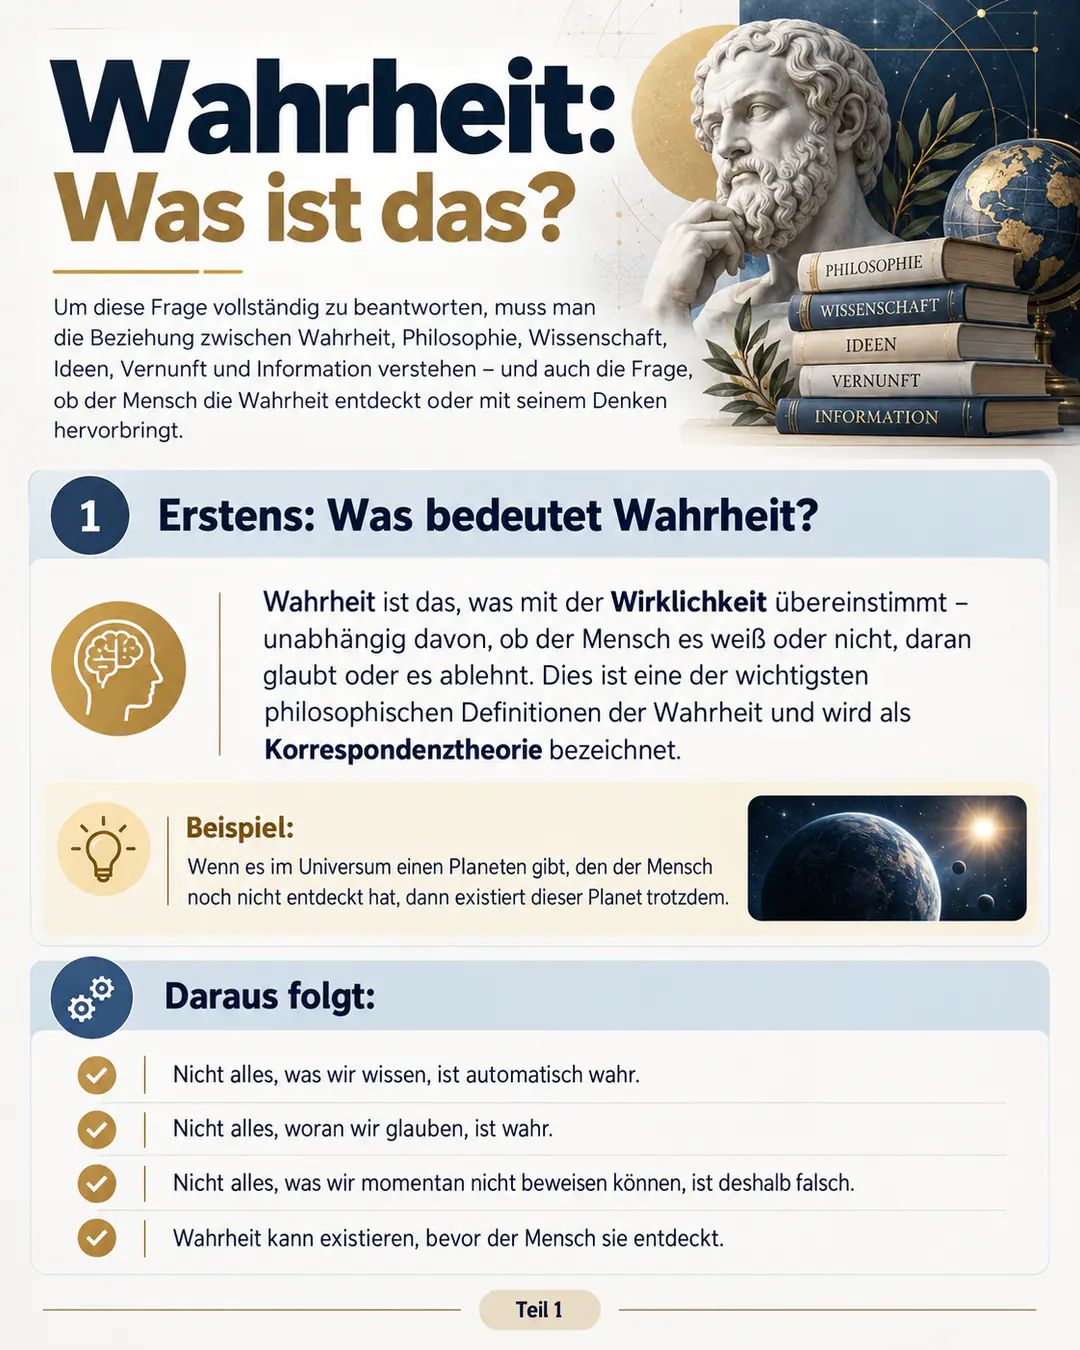 Wahrheit:
Was ist das?
Um diese Frage vollständig zu beantworten, muss man
die Beziehung zwischen Wahrheit, Philosophie, Wissenschaft,
Ideen, Vernunft und Information verstehen – und auch die Frage,
ob der Mensch die Wahrheit entdeckt oder mit seinem Denken
hervorbringt.
PHILOSOPHIE
WISSENSCHAFT
IDEEN
VERNUNFT
INFORMATION
1 Erstens: Was bedeutet Wahrheit?
Wahrheit ist das, was mit der Wirklichkeit übereinstimmt –
unabhängig davon, ob der Mensch es weiß oder nicht, daran
glaubt oder es ablehnt. Dies ist eine der wichtigsten
philosophischen Definitionen der Wahrheit und wird als
Korrespondenztheorie bezeichnet.
Beispiel:
Wenn es im Universum einen Planeten gibt, den der Mensch
noch nicht entdeckt hat, dann existiert dieser Planet trotzdem.
Daraus folgt:
Nicht alles, was wir wissen, ist automatisch wahr.
Nicht alles, woran wir glauben, ist wahr.
Nicht alles, was wir momentan nicht beweisen können, ist deshalb falsch.
Wahrheit kann existieren, bevor der Mensch sie entdeckt.
Teil 1